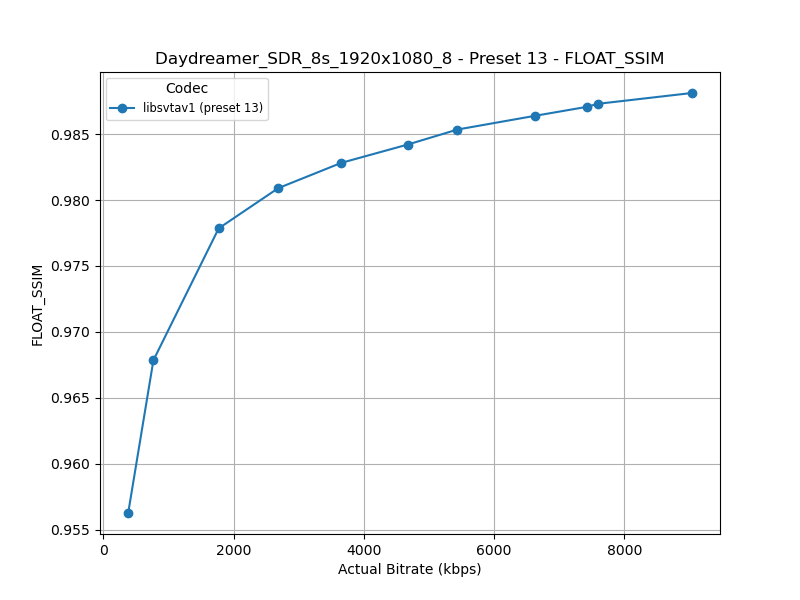 Daydreamer_SDR_8s_1920x1080_8 - Preset 13 - FLOAT_SSIM
Codec
libsvtav1 (preset 13)
0.985
0.980
0.975
0.970
0.965
0.960
0.955
FLOAT_SSIM
0 2000 4000 6000 8000
Actual Bitrate (kbps)